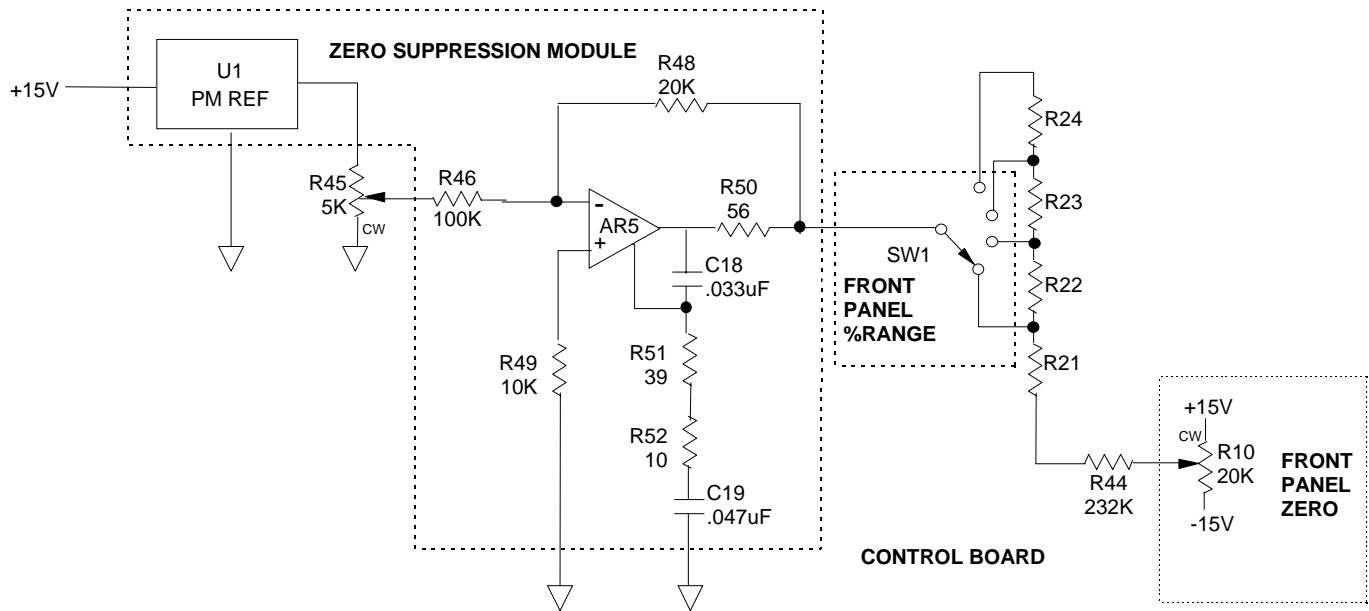 ZERO SUPPRESSION MODULE
U1
PM REF
+15V
R48
20K
R45
5K
CW
R46
100K
-
+
AR5
R50
56
C18
.033uF
R49
10K
R51
39
R52
10
C19
.047uF
SW1
FRONT
PANEL
%RANGE
R24
R23
R22
R21
R44
232K
+15V
CW
R10
20K
-15V
FRONT
PANEL
ZERO
CONTROL BOARD